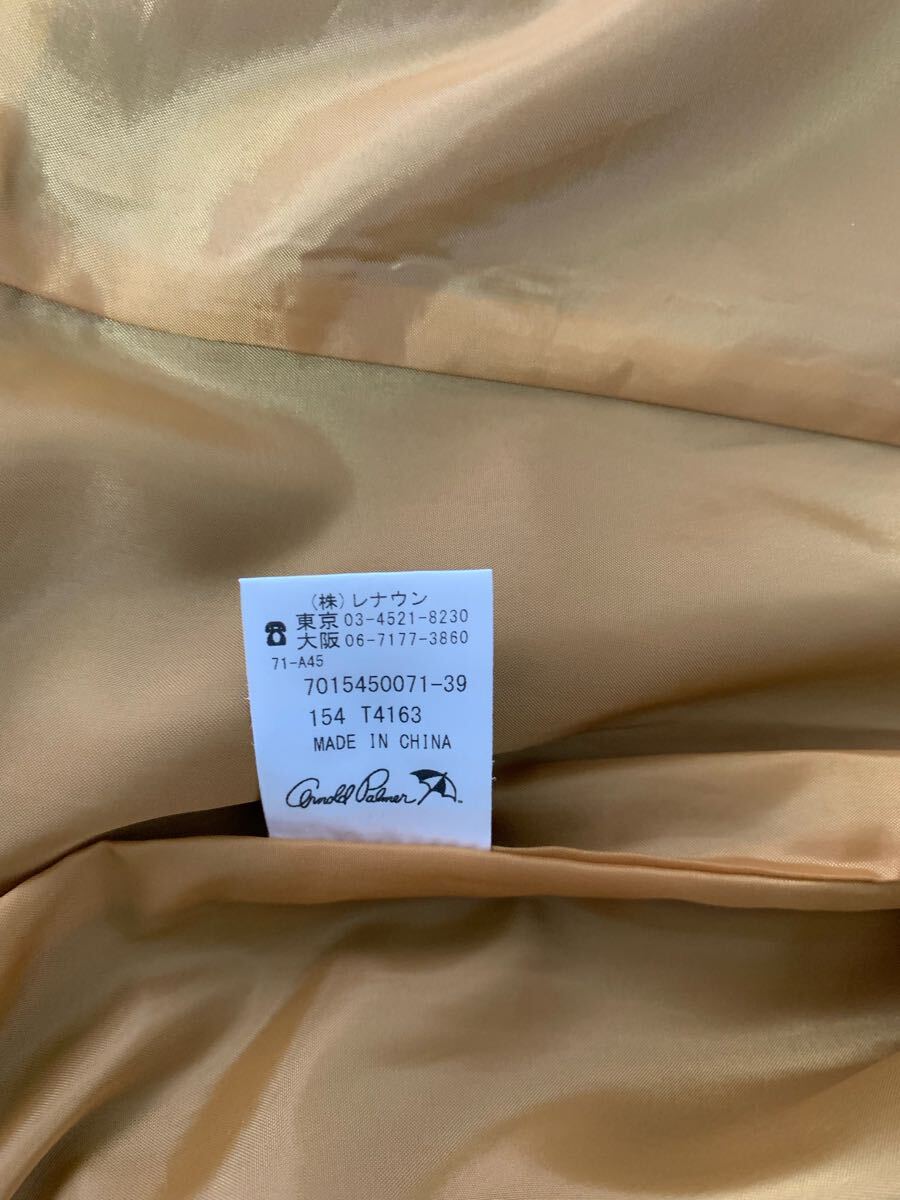 (株)レナウン
東京 03-4521-8230
大阪 06-7177-3860
71-A45
7015450071-39
154 T4163
MADE IN CHINA
Arnold Palmer